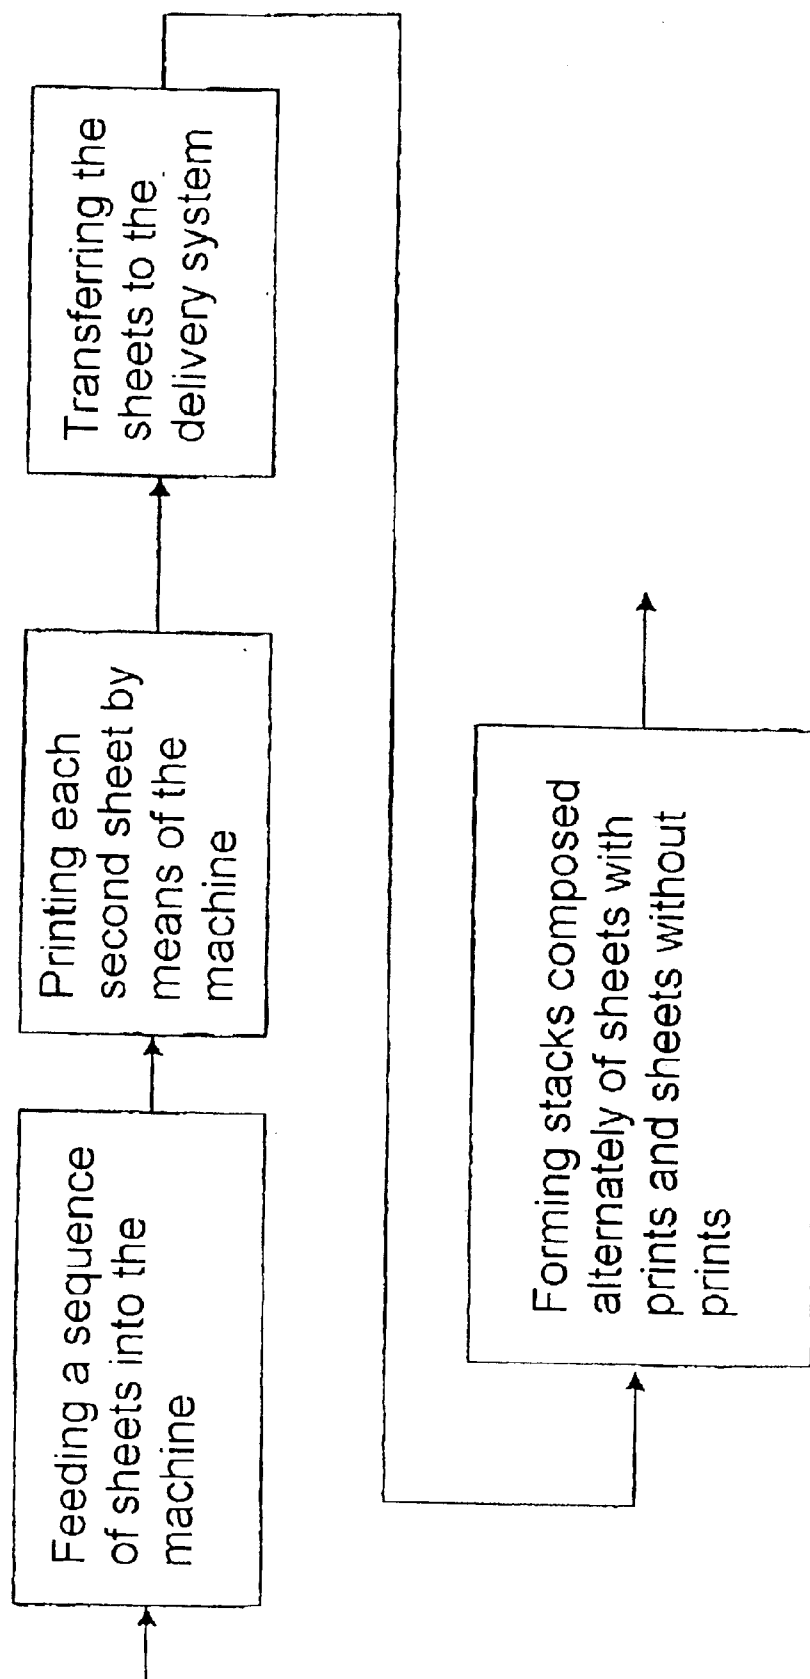 Feeding a sequence
of sheets into the
machine
Printing each
second sheet by
means of the
machine
Transferring the
sheets to the
delivery system
Forming stacks composed
alternately of sheets with
prints and sheets without
prints